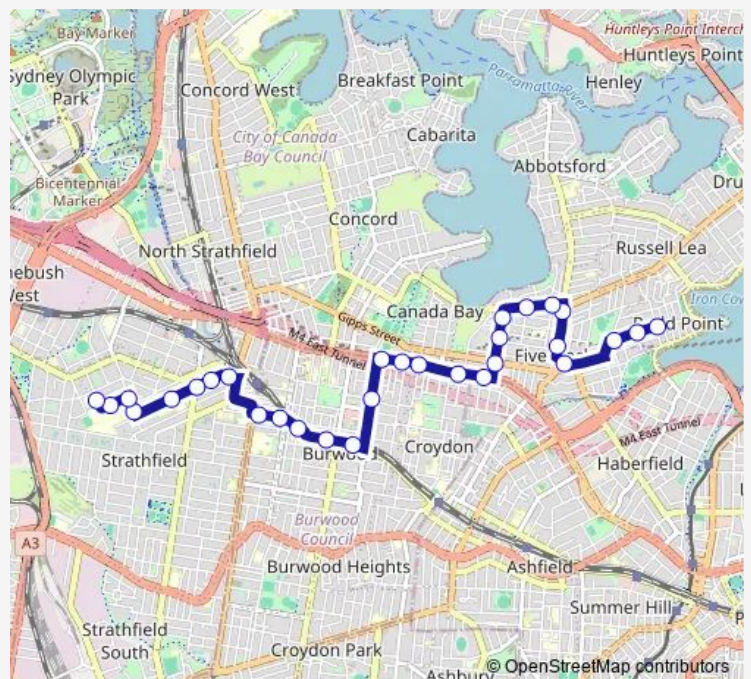 Bay Marker
Huntleys Point Interch
Huntleys Point
Sydney Olympic
Park
Concord West
Breakfast Point
Parramatta River
Henley
City of Canada
Bay Council
Cabarita
Abbotsford
Bicentennial
Marker
Dru
Concord
North Strathfield
Russell Lea
nebush
West
Canada Bay
Iron Cov
Gipps Street
Point
M4 East Tunnel
Five
M4 East Tunnel
Strathfield
Burwood
Croydon
Haberfield
A3
Burwood
Council
Burwood Heights
Ashfield
Summer Hill
Strathfield
South
Croydon Park
Ashbury
© OpenStreetMap contributors